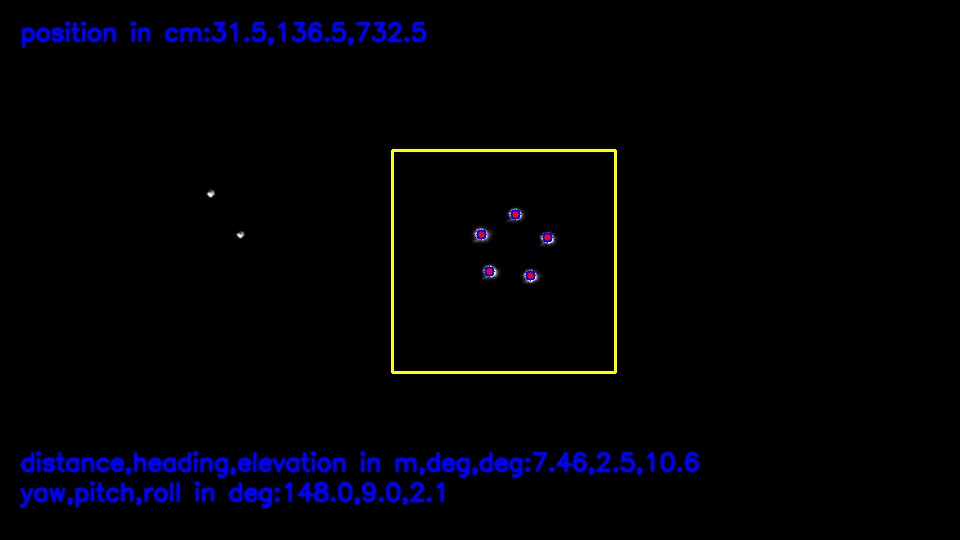 position in cm:31.5,136.5,732.5
distance,heading,elevation in m,deg,deg:7.46,2.5,10.6
yaw,pitch,roll in deg:148.0,9.0,2.1